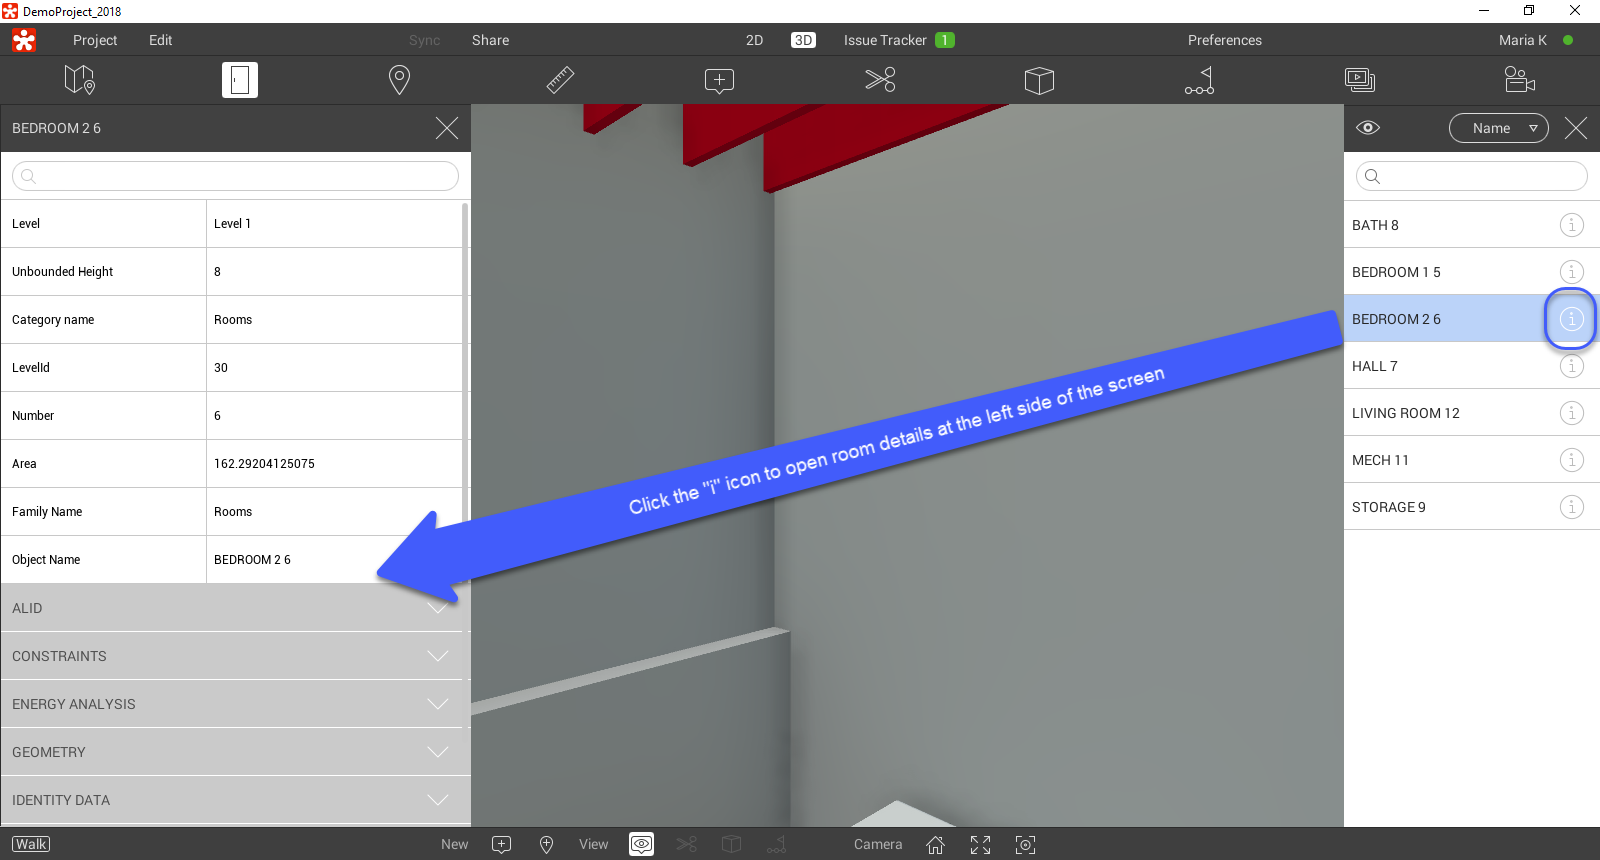 DemoProject_2018
Project Edit Sync Share 2D 3D Issue Tracker 1 Preferences Maria K
BEDROOM 2 6
Level Level 1
Unbounded Height 8
Category name Rooms
LevelId 30
Number 6
Area 162.29204125075
Family Name Rooms
Object Name BEDROOM 2 6
ALID
CONSTRAINTS
ENERGY ANALYSIS
GEOMETRY
IDENTITY DATA
Click the "i" icon to open room details at the left side of the screen
Name
BATH 8 i
BEDROOM 1 5 i
BEDROOM 2 6 i
HALL 7 i
LIVING ROOM 12 i
MECH 11 i
STORAGE 9 i
Walk New View Camera